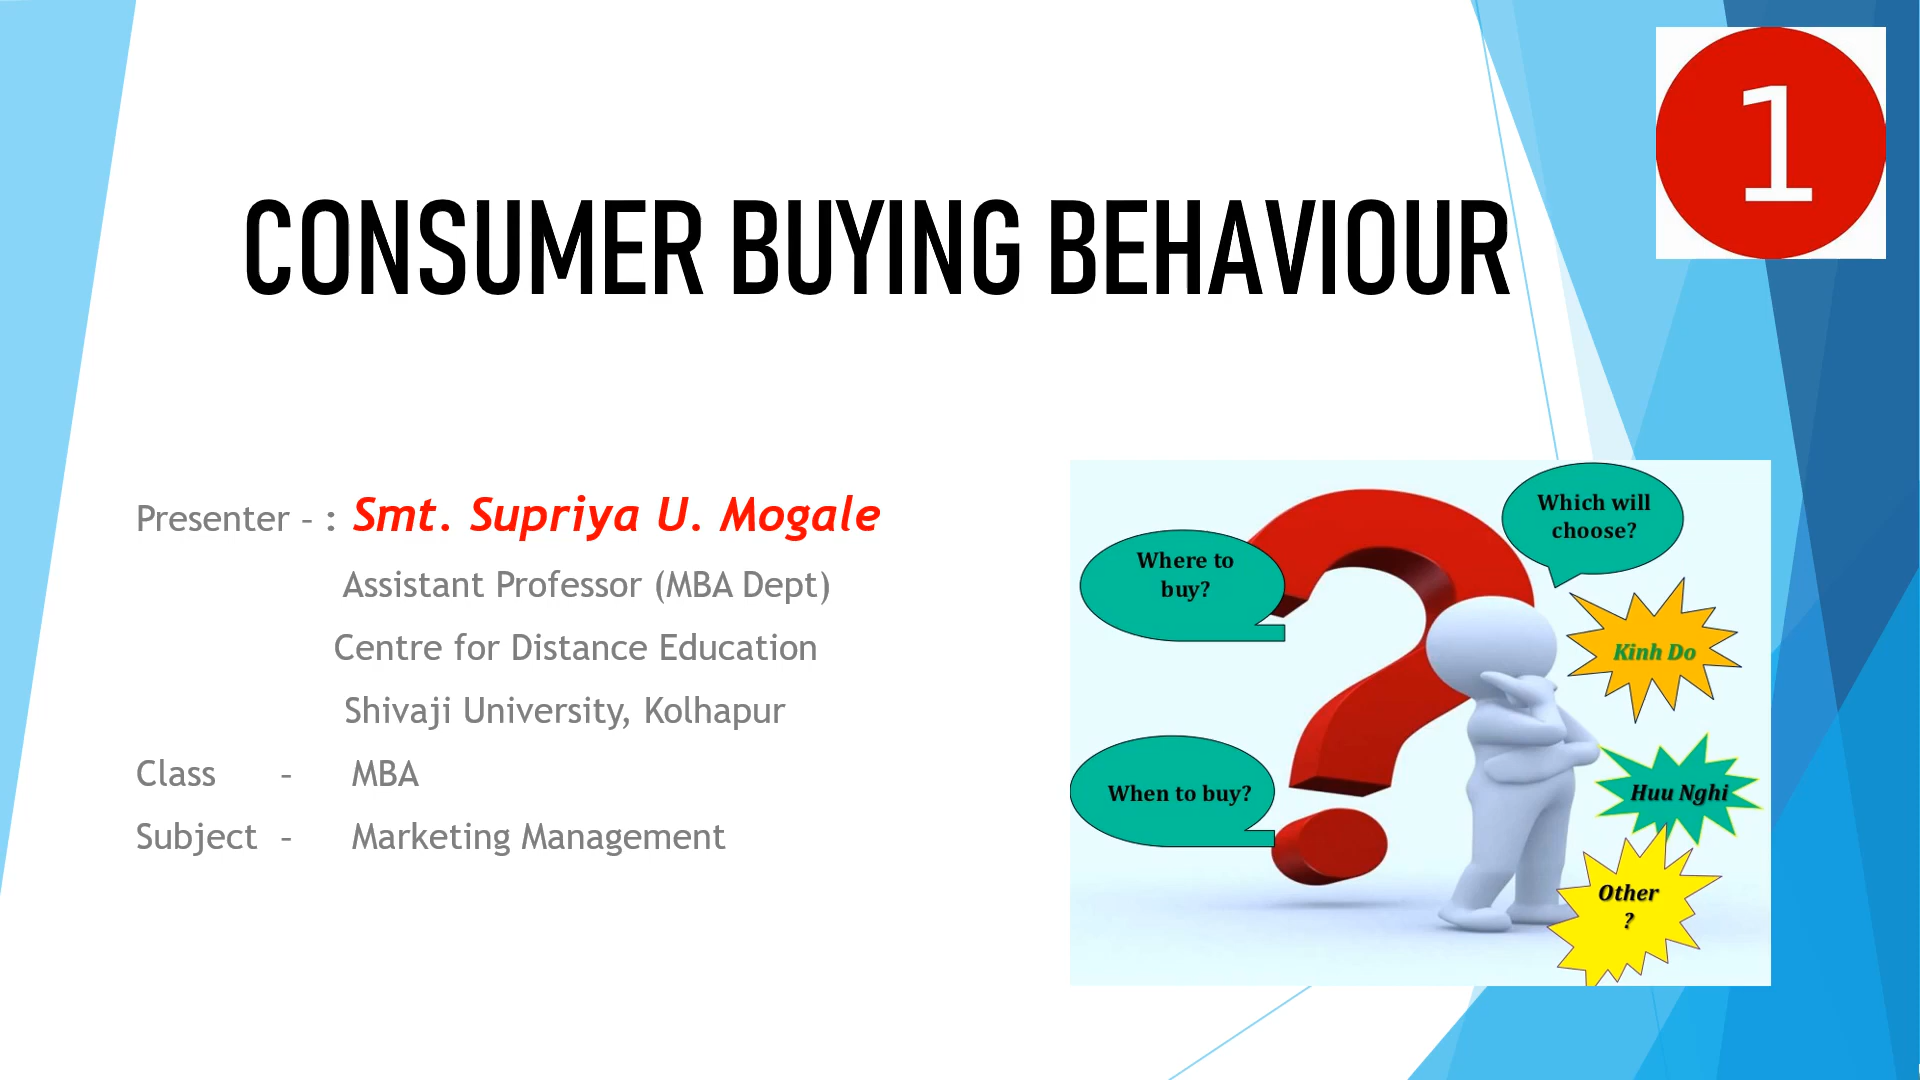 1
CONSUMER BUYING BEHAVIOUR
Presenter – : Smt. Supriya U. Mogale
Assistant Professor (MBA Dept)
Centre for Distance Education
Shivaji University, Kolhapur
Class – MBA
Subject – Marketing Management
Which will
choose?
Where to
buy?
Kinh Do
When to buy?
Huu Nghi
Other
?